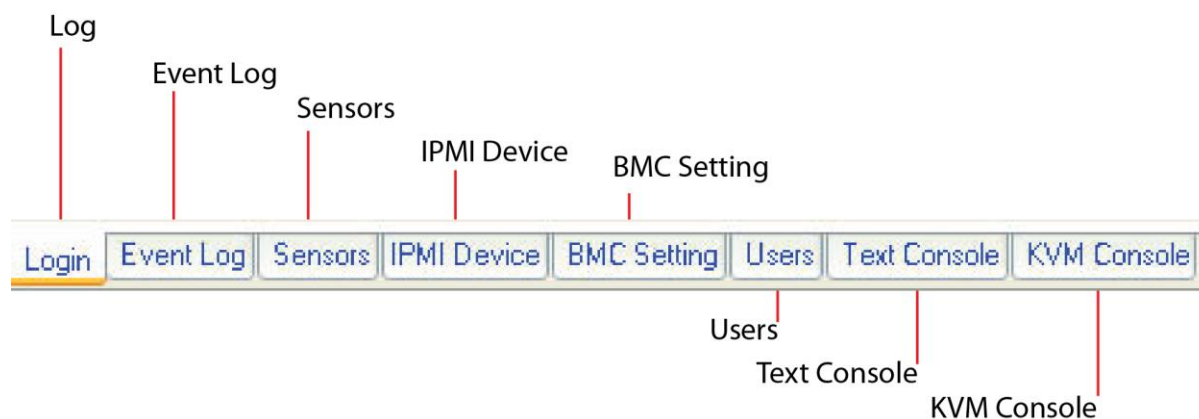 Log
Event Log
Sensors
IPMI Device
BMC Setting
Login Event Log Sensors IPMI Device BMC Setting Users Text Console KVM Console
Users
Text Console
KVM Console